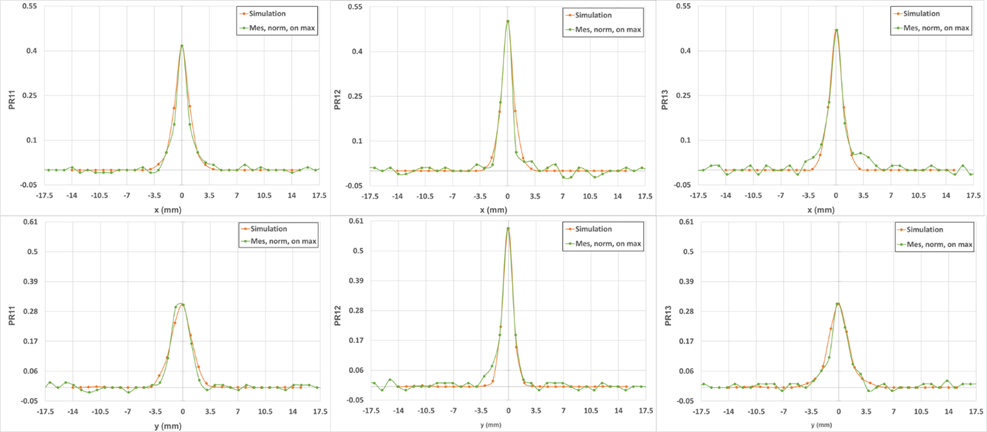 0.55
0.4
0.25
0.1
-0.05
PR11
Simulation
Mes, norm, on max
-17.5 -14 -10.5 -7 -3.5 0 3.5 7 10.5 14 17.5
x (mm)
0.55
0.4
0.25
0.1
-0.05
PR12
Simulation
Mes, norm, on max
-17.5 -14 -10.5 -7 -3.5 0 3.5 7 10.5 14 17.5
x (mm)
0.55
0.4
0.25
0.1
-0.05
PR13
Simulation
Mes, norm, on max
-17.5 -14 -10.5 -7 -3.5 0 3.5 7 10.5 14 17.5
x (mm)
0.61
0.5
0.39
0.28
0.17
0.06
-0.05
PR11
Simulation
Mes, norm, on max
-17.5 -14 -10.5 -7 -3.5 0 3.5 7 10.5 14 17.5
y (mm)
0.61
0.5
0.39
0.28
0.17
0.06
-0.05
PR12
Simulation
Mes, norm, on max
-17.5 -14 -10.5 -7 -3.5 0 3.5 7 10.5 14 17.5
y (mm)
0.61
0.5
0.39
0.28
0.17
0.06
-0.05
PR13
Simulation
Mes, norm, on max
-17.5 -14 -10.5 -7 -3.5 0 3.5 7 10.5 14 17.5
y (mm)